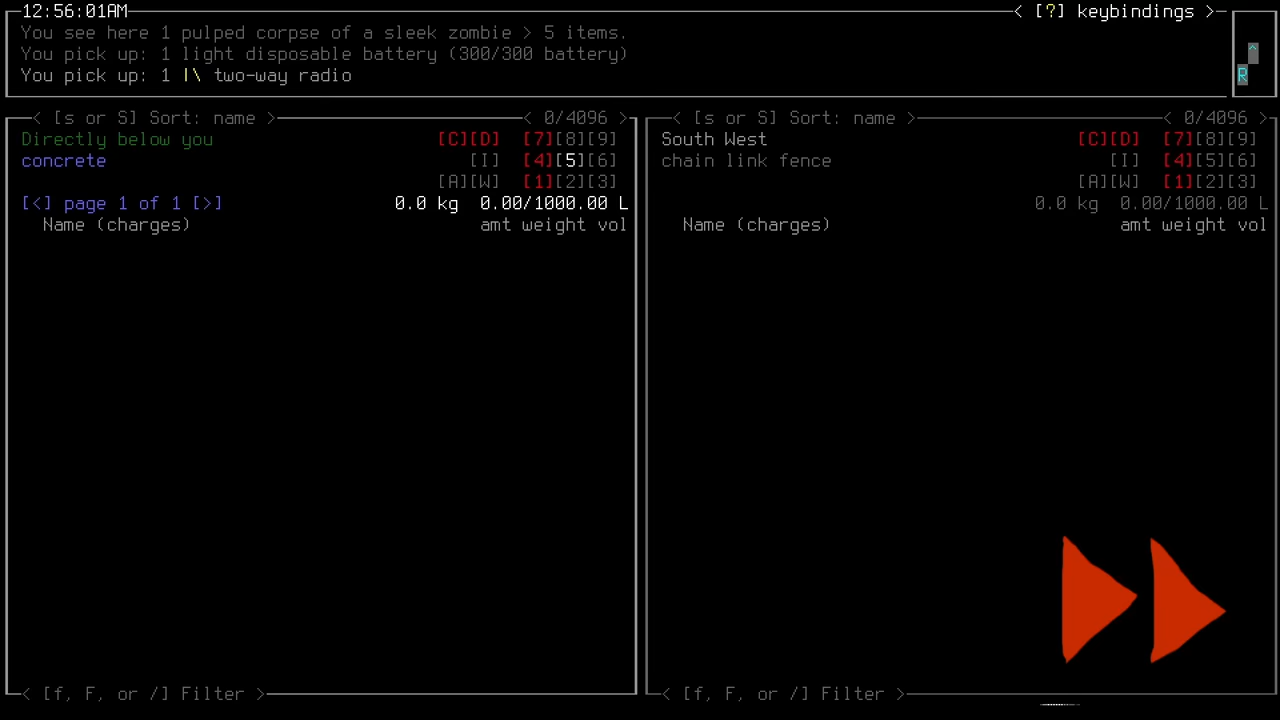 12:56:01AM < [?] keybindings >
You see here 1 pulped corpse of a sleek zombie > 5 items.
You pick up: 1 light disposable battery (300/300 battery)
^
You pick up: 1 |\ two-way radio
R
< [s or S] Sort: name > < 0/4096 >
Directly below you [C][D] [7][8][9]
concrete [I] [4][5][6]
[A][W] [1][2][3]
[<] page 1 of 1 [>] 0.0 kg 0.00/1000.00 L
Name (charges) amt weight vol
< [f, F, or /] Filter >
< [s or S] Sort: name > < 0/4096 >
South West [C][D] [7][8][9]
chain link fence [I] [4][5][6]
[A][W] [1][2][3]
0.0 kg 0.00/1000.00 L
Name (charges) amt weight vol
< [f, F, or /] Filter >